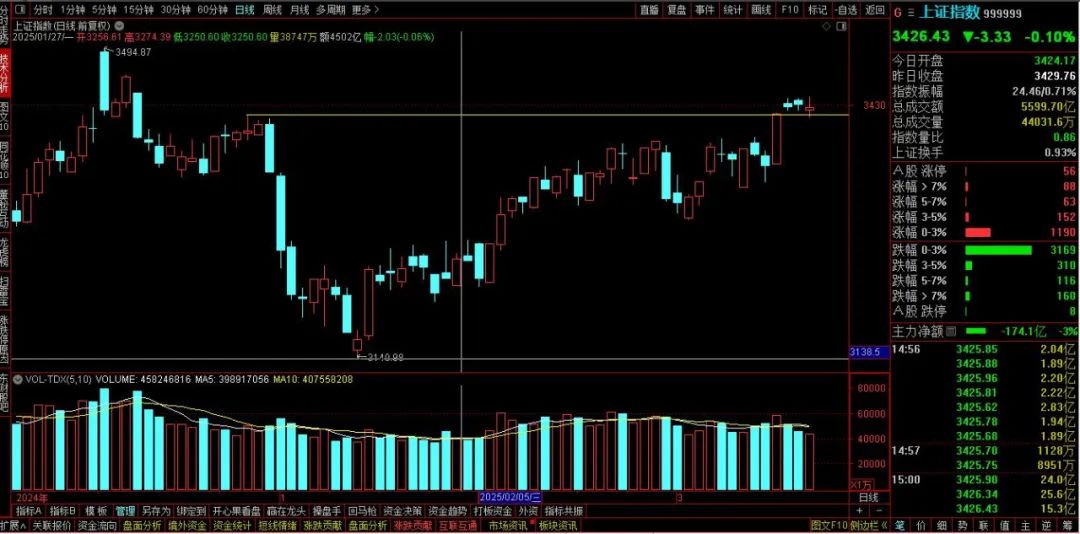 分时 1分钟 5分钟 15分钟 30分钟 60分钟 日线 周线 月线 多周期 更多 >
直播 复盘 事件 统计 画线 F10 标记 -自选 返回
上证指数(日线 前复权)
2025/01/27/一 开3256.61 高3274.39 低3250.60 收3250.60 量38747万 额4502亿 幅-2.03(-0.06%)
3494.87
3430
3140.98
3138.5
分时走势
技术分析
龙虎榜
扫雷宝
涨跌停原因
东财股吧
VOL-TDX(5,10) VOLUME: 458246816 MA5: 398917056 MA10: 407558208
80000
60000
40000
20000
X1万
2024年 1 2025/02/05/三 3 日线
指标A 指标B 模板 管理 另存为 绑定到 开心果看盘 赢在龙头 操盘手 回马枪 资金决策 资金趋势 打板资金 外资 指标共振
扩展∧ 关联报价 资金流向 盘面分析 境外资金 资金统计 短线情绪 涨跌贡献 盘面分析 涨跌贡献 互联互通 市场资讯 板块资讯 图文F10 侧边栏《
G 上证指数 999999
3426.43 ▼-3.33 -0.10%
今日开盘 3424.17
昨日收盘 3429.76
指数振幅 24.46/0.71%
总成交额 5599.70亿
总成交量 44031.6万
指数量比 0.86
上证换手 0.93%
A股 涨停 56
涨幅 > 7% 88
涨幅 5-7% 63
涨幅 3-5% 152
涨幅 0-3% 1190
跌幅 0-3% 3169
跌幅 3-5% 310
跌幅 5-7% 116
跌幅 > 7% 160
A股 跌停 8
主力净额 -174.1亿 -3%
14:56 3425.85 2.04亿
3425.88 1.89亿
3425.96 2.20亿
3425.81 2.22亿
3425.62 2.83亿
3425.78 1.94亿
3425.68 1.89亿
14:57 3425.70 1128万
3425.75 8951万
15:00 3425.90 24.0亿
3426.34 25.6亿
3426.43 15.3亿
笔 价 细 势 联 值 主 逆 筹